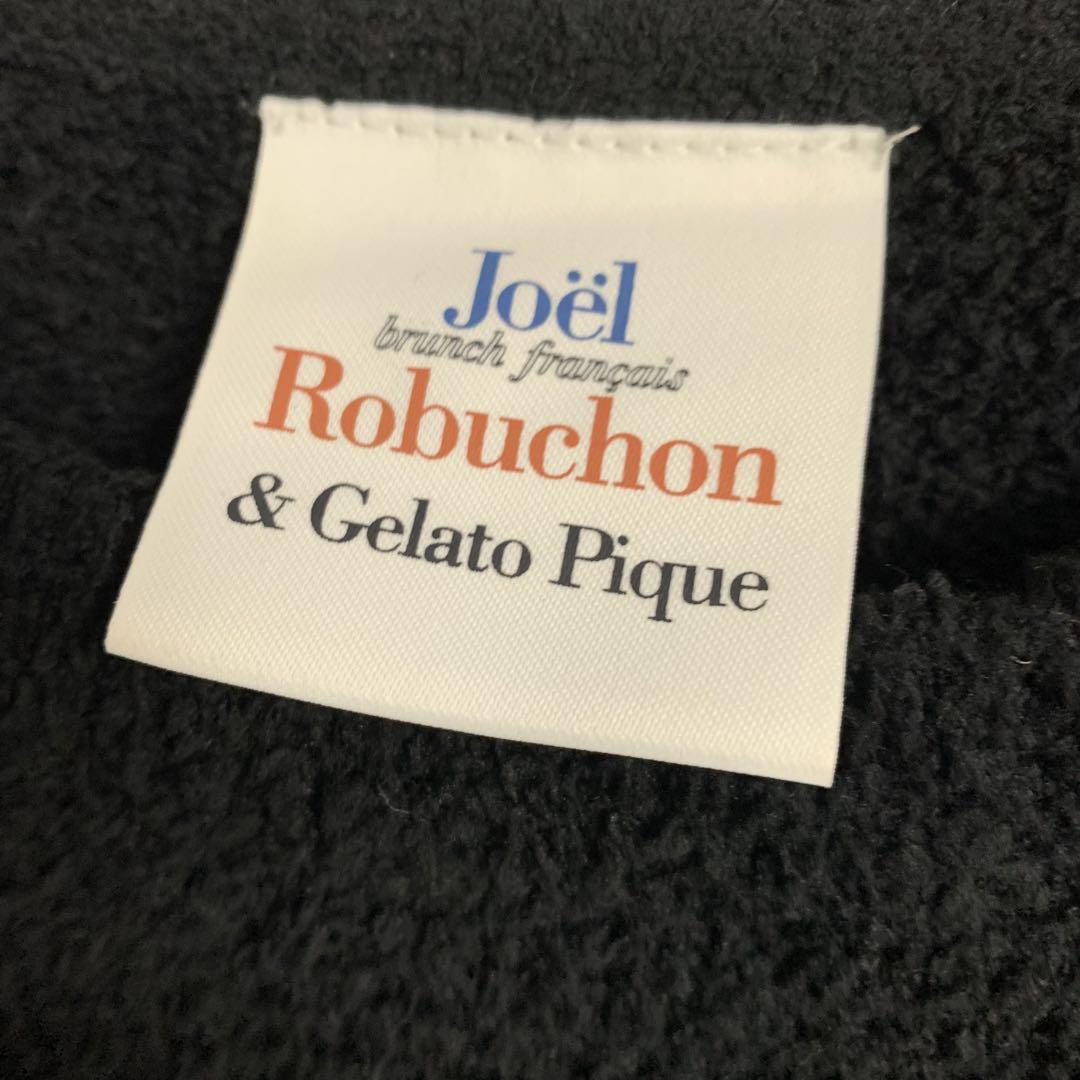 Joël
brunch français
Robuchon
& Gelato Pique